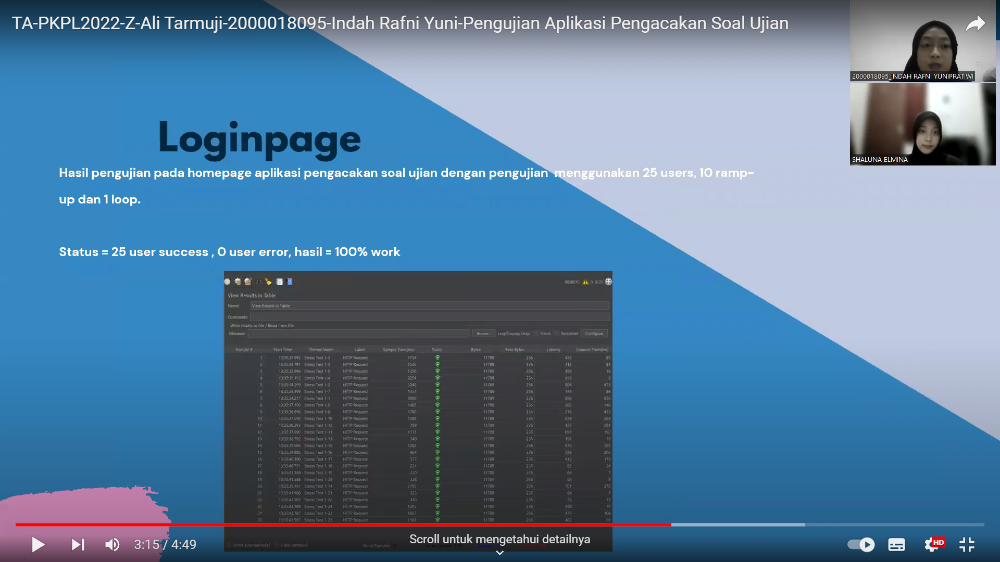 TA-PKPL2022-Z-Ali Tarmuji-2000018095-Indah Rafni Yuni-Pengujian Aplikasi Pengacakan Soal Ujian
2000018095_INDAH RAFNI YUNIPRATIWI
SHALUNA ELMINA
Loginpage
Hasil pengujian pada homepage aplikasi pengacakan soal ujian dengan pengujian menggunakan 25 users, 10 ramp-
up dan 1 loop.
Status = 25 user success , 0 user error, hasil = 100% work
View Results in Table
Name: View Results in Table
Comments:
Write results to file / Read from file
Filename Browse... Log/Display Only: Errors Successes Configure
Sample # Start Time Thread Name Label Sample Time(ms) Status Bytes Sent Bytes Latency Connect Time(ms)
1 13:35:35.592 Stress Test 1-5 HTTP Request 1734 11789 236 422 85
2 13:35:34.791 Stress Test 1-3 HTTP Request 2536 11789 236 412 81
3 13:35:35.996 Stress Test 1-6 HTTP Request 1350 11789 236 450 10
4 13:35:35.193 Stress Test 1-4 HTTP Request 2254 11789 236 435 8
5 13:35:34.399 Stress Test 1-2 HTTP Request 3048 11789 236 804 471
6 13:35:36.499 Stress Test 1-7 HTTP Request 1357 11789 236 144 84
7 13:35:34.217 Stress Test 1-1 HTTP Request 11789 236 986 656
8 13:35:37.190 Stress Test 1-9 HTTP Request 1485 11789 236 282 140
9 13:35:36.896 Stress Test 1-8 HTTP Request 1780 11789 236 576 433
10 13:35:37.590 Stress Test 1-10 HTTP Request 1389 11789 236 629 263
11 13:35:38.393 Stress Test 1-12 HTTP Request 709 11789 236 427 281
12 13:35:37.990 Stress Test 1-11 HTTP Request 1113 11789 236 691 192
13 13:35:38.792 Stress Test 1-13 HTTP Request 340 11789 236 192 18
14 13:35:39.586 Stress Test 1-15 HTTP Request 1282 11789 236 620 301
15 13:35:39.986 Stress Test 1-16 HTTP Request 964 11789 236 593 206
16 13:35:40.390 Stress Test 1-17 HTTP Request 577 11789 236 412 179
17 13:35:40.791 Stress Test 1-18 HTTP Request 221 11789 236 85 24
18 13:35:41.188 Stress Test 1-19 HTTP Request 230 11789 236 64 7
19 13:35:41.588 Stress Test 1-20 HTTP Request 228 11789 236 66 8
20 13:35:39.191 Stress Test 1-14 HTTP Request 2795 11789 236 701 278
21 13:35:41.988 Stress Test 1-21 HTTP Request 223 11789 236 64 7
22 13:35:42.387 Stress Test 1-22 HTTP Request 240 11789 236 70 13
23 13:35:43.189 Stress Test 1-24 HTTP Request 1205 11789 236 498 78
24 13:35:42.787 Stress Test 1-23 HTTP Request 1607 11789 236 479 108
25 13:35:43.587 Stress Test 1-25 HTTP Request 1161 11789 236 402 93
Scroll automatically? Child samples? No of Samples
Scroll untuk mengetahui detailnya
3:15 / 4:49
HD